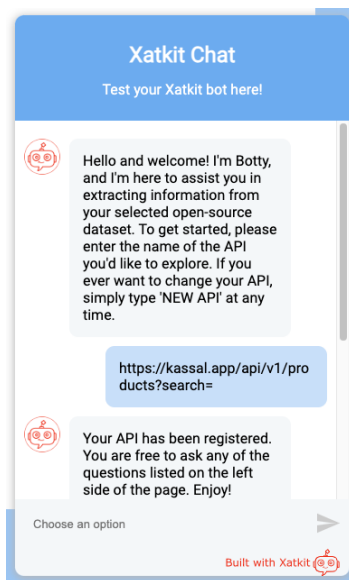 Xatkit Chat
Test your Xatkit bot here!
Hello and welcome! I'm Botty,
and I'm here to assist you in
extracting information from
your selected open-source
dataset. To get started, please
enter the name of the API
you'd like to explore. If you
ever want to change your API,
simply type 'NEW API' at any
time.
https://kassal.app/api/v1/pro
ducts?search=
Your API has been registered.
You are free to ask any of the
questions listed on the left
side of the page. Enjoy!
Choose an option
Built with Xatkit